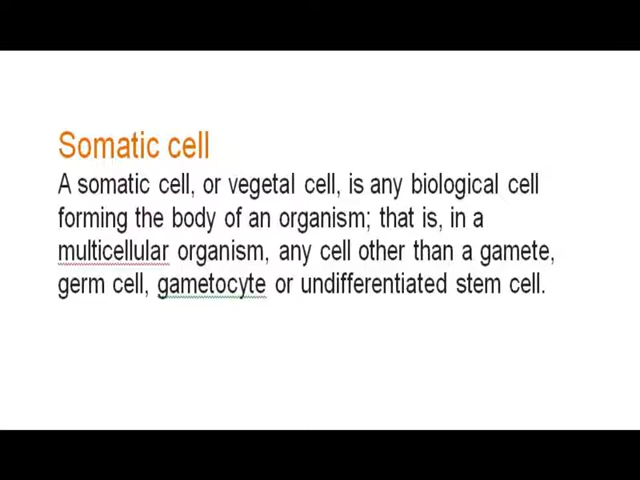 Somatic cell
A somatic cell, or vegetal cell, is any biological cell
forming the body of an organism; that is, in a
multicellular organism, any cell other than a gamete,
germ cell, gametocyte or undifferentiated stem cell.